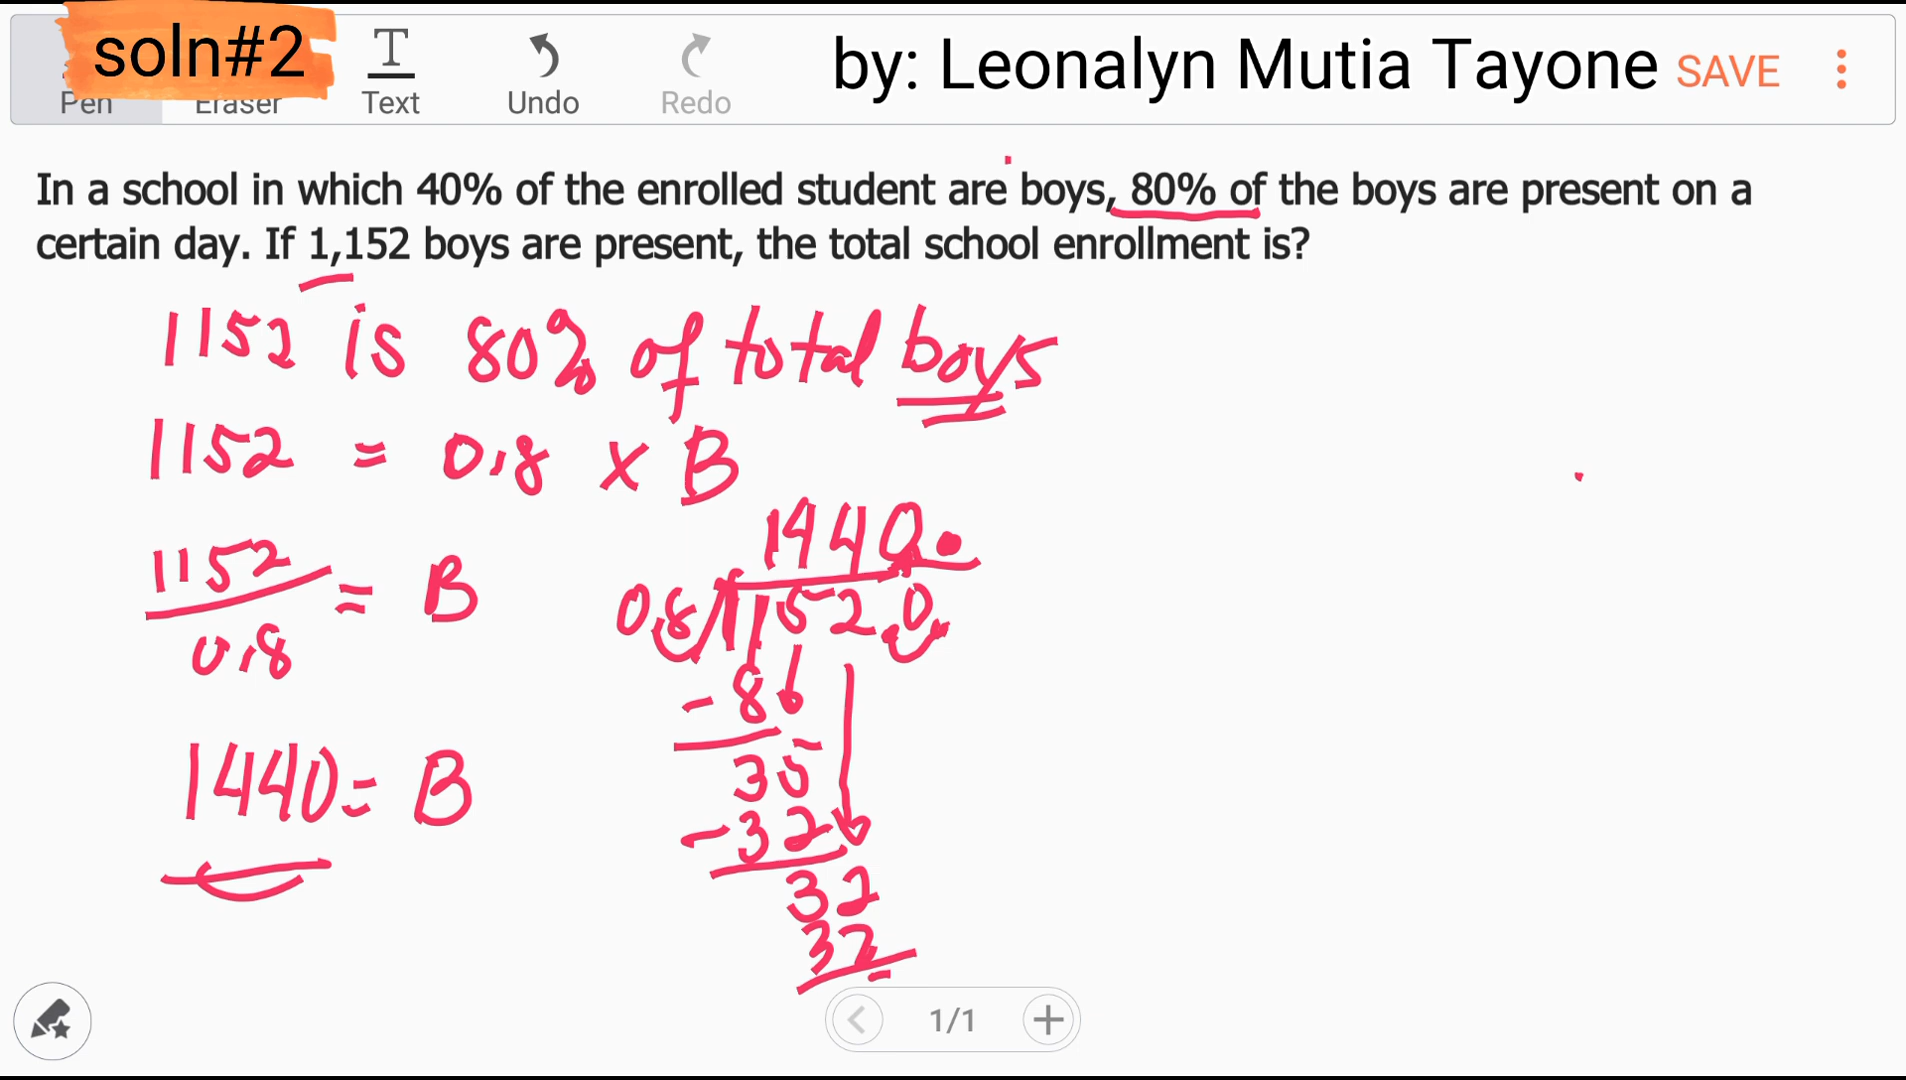 soln#2
by: Leonalyn Mutia Tayone
SAVE
Pen
Eraser
T
Text
Undo
Redo
In a school in which 40% of the enrolled student are boys, 80% of the boys are present on a
certain day. If 1,152 boys are present, the total school enrollment is?
1152 is 80% of total boys
1152 = 0.8 x B
1152
0.8
= B
1440 = B
1440.
0.8 1152.0
- 8
35
- 32
32
32
1/1